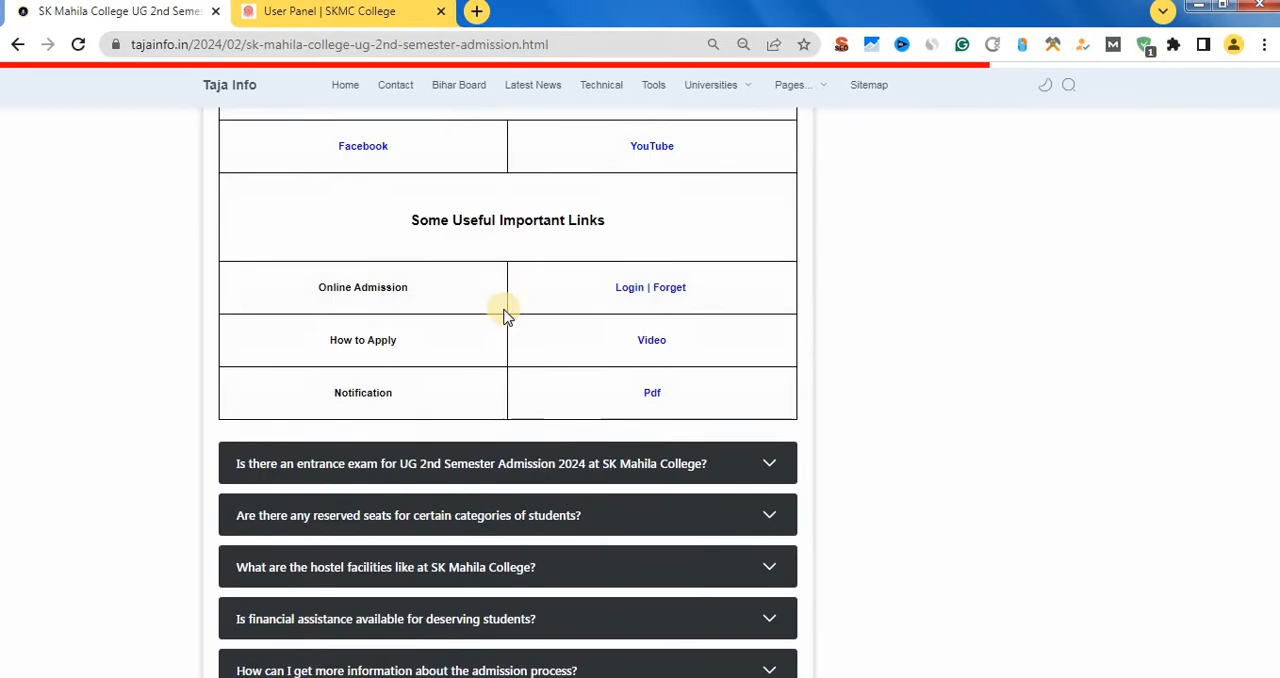 SK Mahila College UG 2nd Seme
User Panel | SKMC College
tajainfo.in/2024/02/sk-mahila-college-ug-2nd-semester-admission.html
SEO
M
1
Taja Info
Home
Contact
Bihar Board
Latest News
Technical
Tools
Universities
Pages...
Sitemap
Facebook
YouTube
Some Useful Important Links
Online Admission
Login | Forget
How to Apply
Video
Notification
Pdf
Is there an entrance exam for UG 2nd Semester Admission 2024 at SK Mahila College?
Are there any reserved seats for certain categories of students?
What are the hostel facilities like at SK Mahila College?
Is financial assistance available for deserving students?
How can I get more information about the admission process?